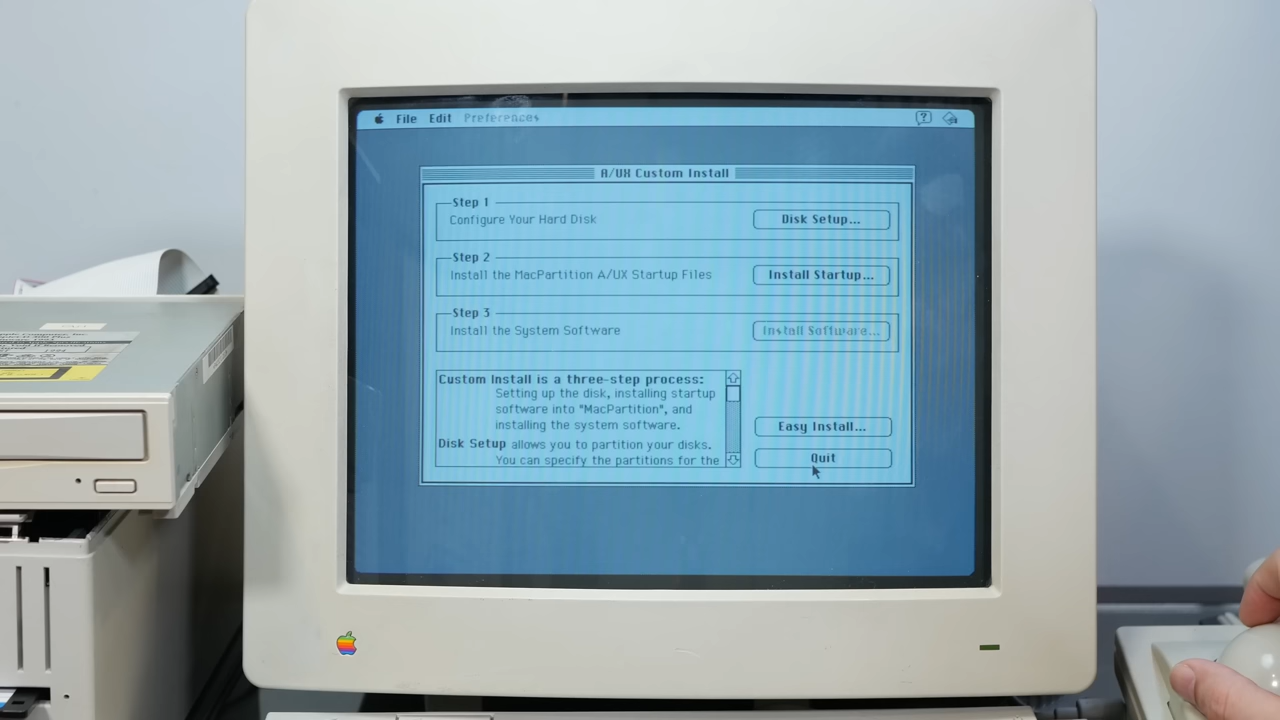 File Edit Preferences
A/UX Custom Install
Step 1
Configure Your Hard Disk
Disk Setup...
Step 2
Install the MacPartition A/UX Startup Files
Install Startup...
Step 3
Install the System Software
Install Software...
Custom Install is a three-step process:
Setting up the disk, installing startup
software into "MacPartition", and
installing the system software.
Disk Setup allows you to partition your disks.
You can specify the partitions for the
Easy Install...
Quit